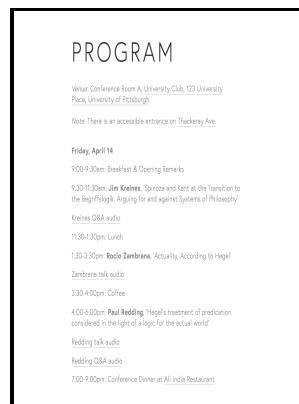 PROGRAM
Venue: Conference Room A, University Club, 123 University
Place, University of Pittsburgh
Note: There is an accessible entrance on Thackeray Ave.
Friday, April 14
9:00-9:30am: Breakfast & Opening Remarks
9:30-11:30am: Jim Kreines, 'Spinoza and Kant at the Transition to
the Begriffslogik: Arguing for and against Systems of Philosophy'
Kreines Q&A audio
11:30-1:30pm: Lunch
1:30-3:30pm: Rocío Zambrana, 'Actuality, According to Hegel'
Zambrana talk audio
3:30-4:00pm: Coffee
4:00-6:00pm: Paul Redding, 'Hegel's treatment of predication
considered in the light of a logic for the actual world'
Redding talk audio
Redding Q&A audio
7:00-9:00pm: Conference Dinner at All India Restaurant